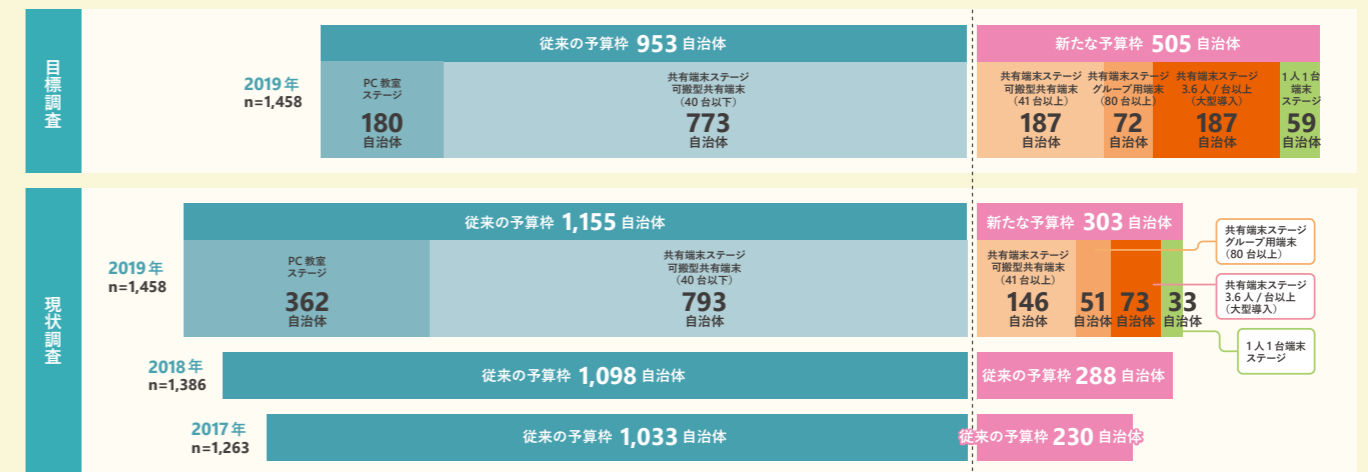 目標調査
2019年
n=1,458
従来の予算枠 953 自治体
PC教室
ステージ
180
自治体
共有端末ステージ
可搬型共有端末
（40台以下）
773
自治体
新たな予算枠 505 自治体
共有端末ステージ
可搬型共有端末
（41台以上）
187
自治体
共有端末ステージ
グループ用端末
（80台以上）
72
自治体
共有端末ステージ
3.6人/台以上
（大型導入）
187
自治体
1人1台
端末
ステージ
59
自治体
現状調査
2019年
n=1,458
従来の予算枠 1,155 自治体
PC教室
ステージ
362
自治体
共有端末ステージ
可搬型共有端末
（40台以下）
793
自治体
新たな予算枠 303 自治体
共有端末ステージ
可搬型共有端末
（41台以上）
146
自治体
51
自治体
73
自治体
33
自治体
共有端末ステージ
グループ用端末
（80台以上）
共有端末ステージ
3.6人/台以上
（大型導入）
1人1台端末
ステージ
2018年
n=1,386
従来の予算枠 1,098 自治体
従来の予算枠 288 自治体
2017年
n=1,263
従来の予算枠 1,033 自治体
従来の予算枠 230 自治体